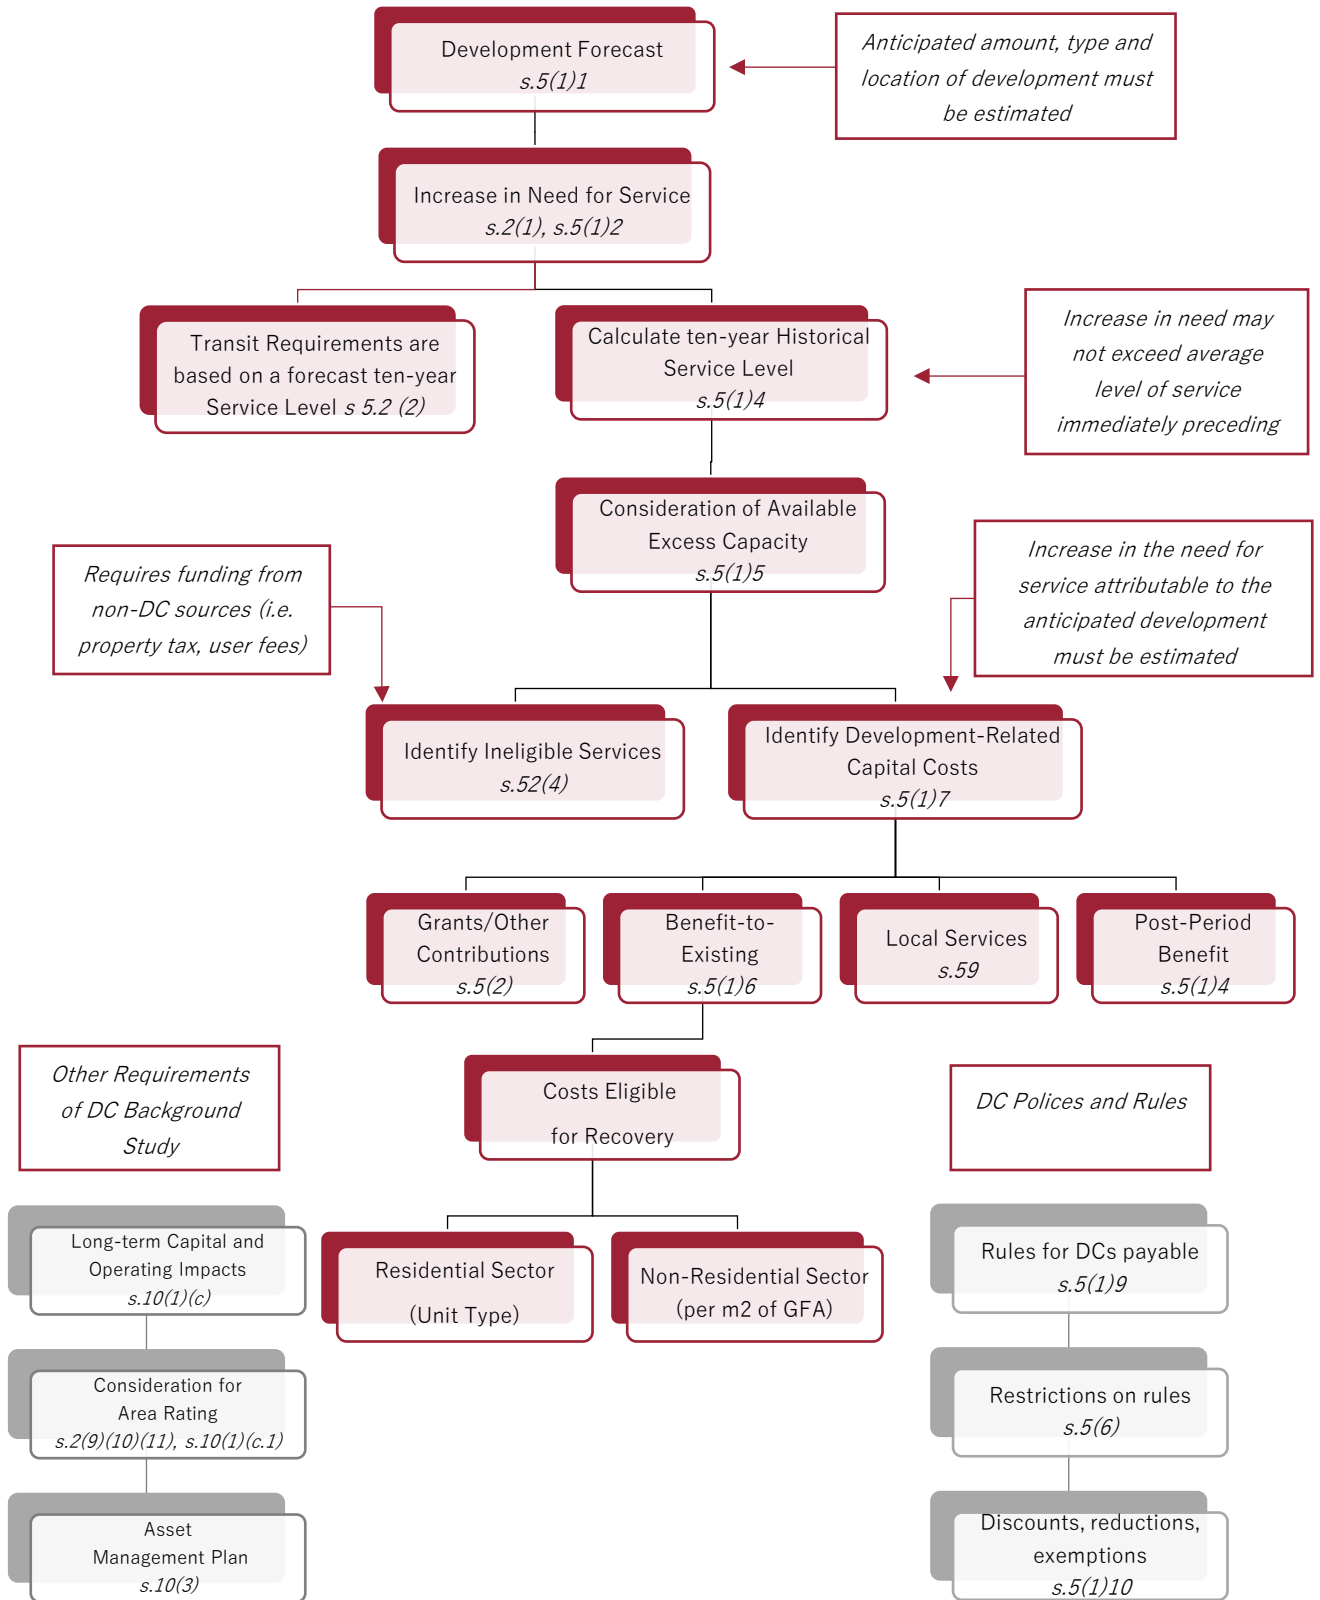 Development Forecast
s.5(1)1
Anticipated amount, type and
location of development must
be estimated
Increase in Need for Service
s.2(1), s.5(1)2
Transit Requirements are
based on a forecast ten-year
Service Level s 5.2 (2)
Calculate ten-year Historical
Service Level
s.5(1)4
Increase in need may
not exceed average
level of service
immediately preceding
Consideration of Available
Excess Capacity
s.5(1)5
Requires funding from
non-DC sources (i.e.
property tax, user fees)
Increase in the need for
service attributable to the
anticipated development
must be estimated
Identify Ineligible Services
s.52(4)
Identify Development-Related
Capital Costs
s.5(1)7
Grants/Other
Contributions
s.5(2)
Benefit-to-
Existing
s.5(1)6
Local Services
s.59
Post-Period
Benefit
s.5(1)4
Costs Eligible
for Recovery
Residential Sector
(Unit Type)
Non-Residential Sector
(per m2 of GFA)
Other Requirements
of DC Background
Study
Long-term Capital and
Operating Impacts
s.10(1)(c)
Consideration for
Area Rating
s.2(9)(10)(11), s.10(1)(c.1)
Asset
Management Plan
s.10(3)
DC Polices and Rules
Rules for DCs payable
s.5(1)9
Restrictions on rules
s.5(6)
Discounts, reductions,
exemptions
s.5(1)10